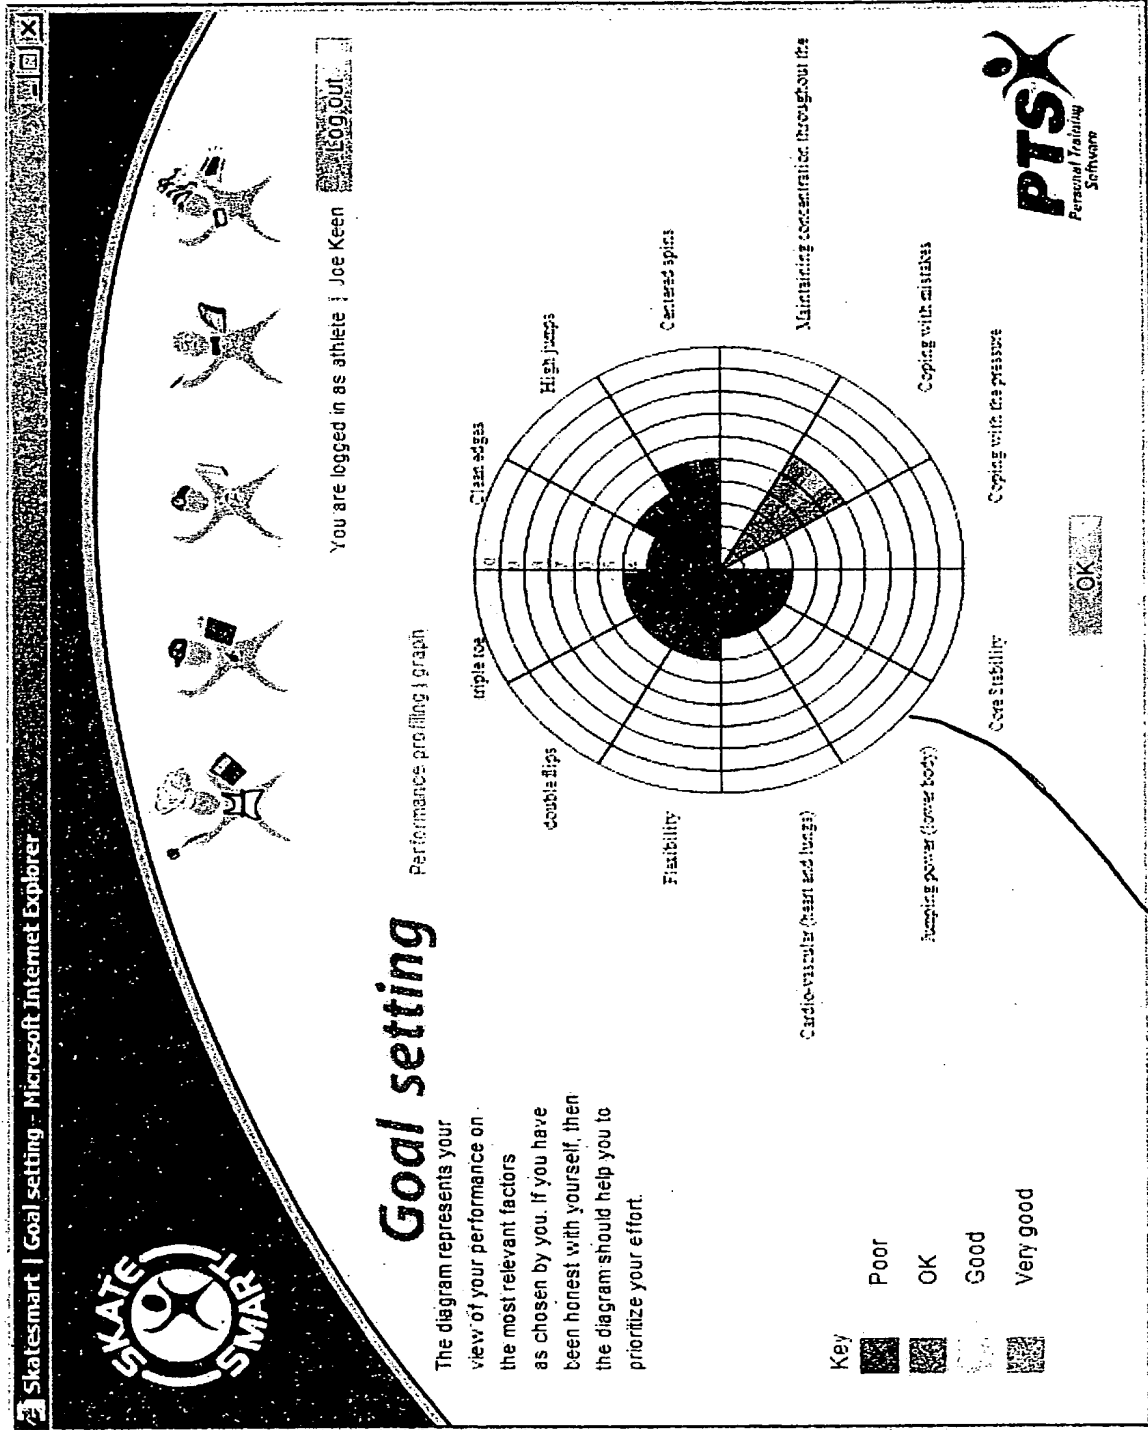 Skatesmart | Goal setting - Microsoft Internet Explorer
SKATE
SMART
You are logged in as athlete | Joe Keen
Log out
Goal setting
Performance profiling | graph
The diagram represents your
view of your performance on
the most relevant factors
as chosen by you. If you have
been honest with yourself, then
the diagram should help you to
prioritize your effort.
triple toe
Clean edges
double flips
High jumps
Flexibility
Centered spins
Cardio-vascular (heart and lungs)
Maintaining concentration throughout the
Jumping power (lower body)
Coping with mistakes
Core Stability
Coping with the pressure
Key
Poor
OK
Good
Very good
OK
PTS
Personal Training
Software